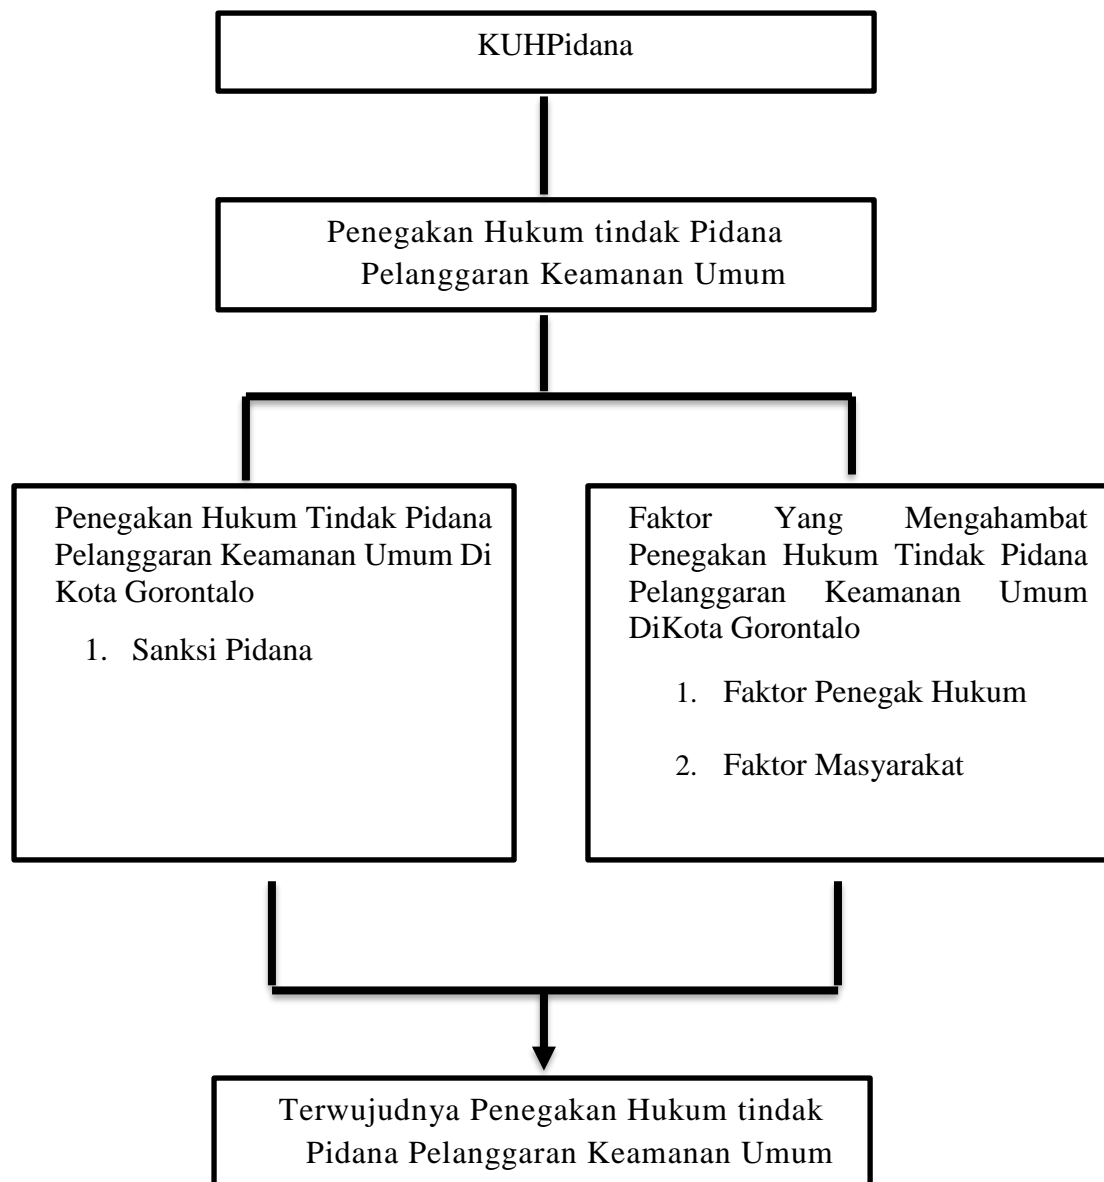 KUHPidana
Penegakan Hukum tindak Pidana
Pelanggaran Keamanan Umum
Penegakan Hukum Tindak Pidana
Pelanggaran Keamanan Umum Di
Kota Gorontalo
1. Sanksi Pidana
Faktor Yang Mengahambat
Penegakan Hukum Tindak Pidana
Pelanggaran Keamanan Umum
DiKota Gorontalo
1. Faktor Penegak Hukum
2. Faktor Masyarakat
Terwujudnya Penegakan Hukum tindak
Pidana Pelanggaran Keamanan Umum